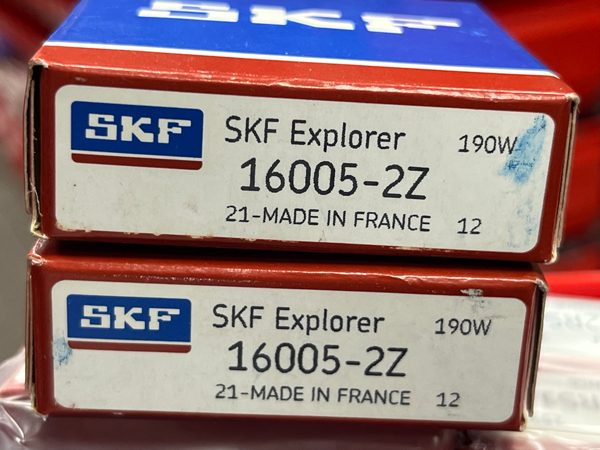 SKF
SKF SKF Explorer 190W
16005-2Z
21-MADE IN FRANCE 12
SKF SKF Explorer 190W
16005-2Z
21-MADE IN FRANCE 12